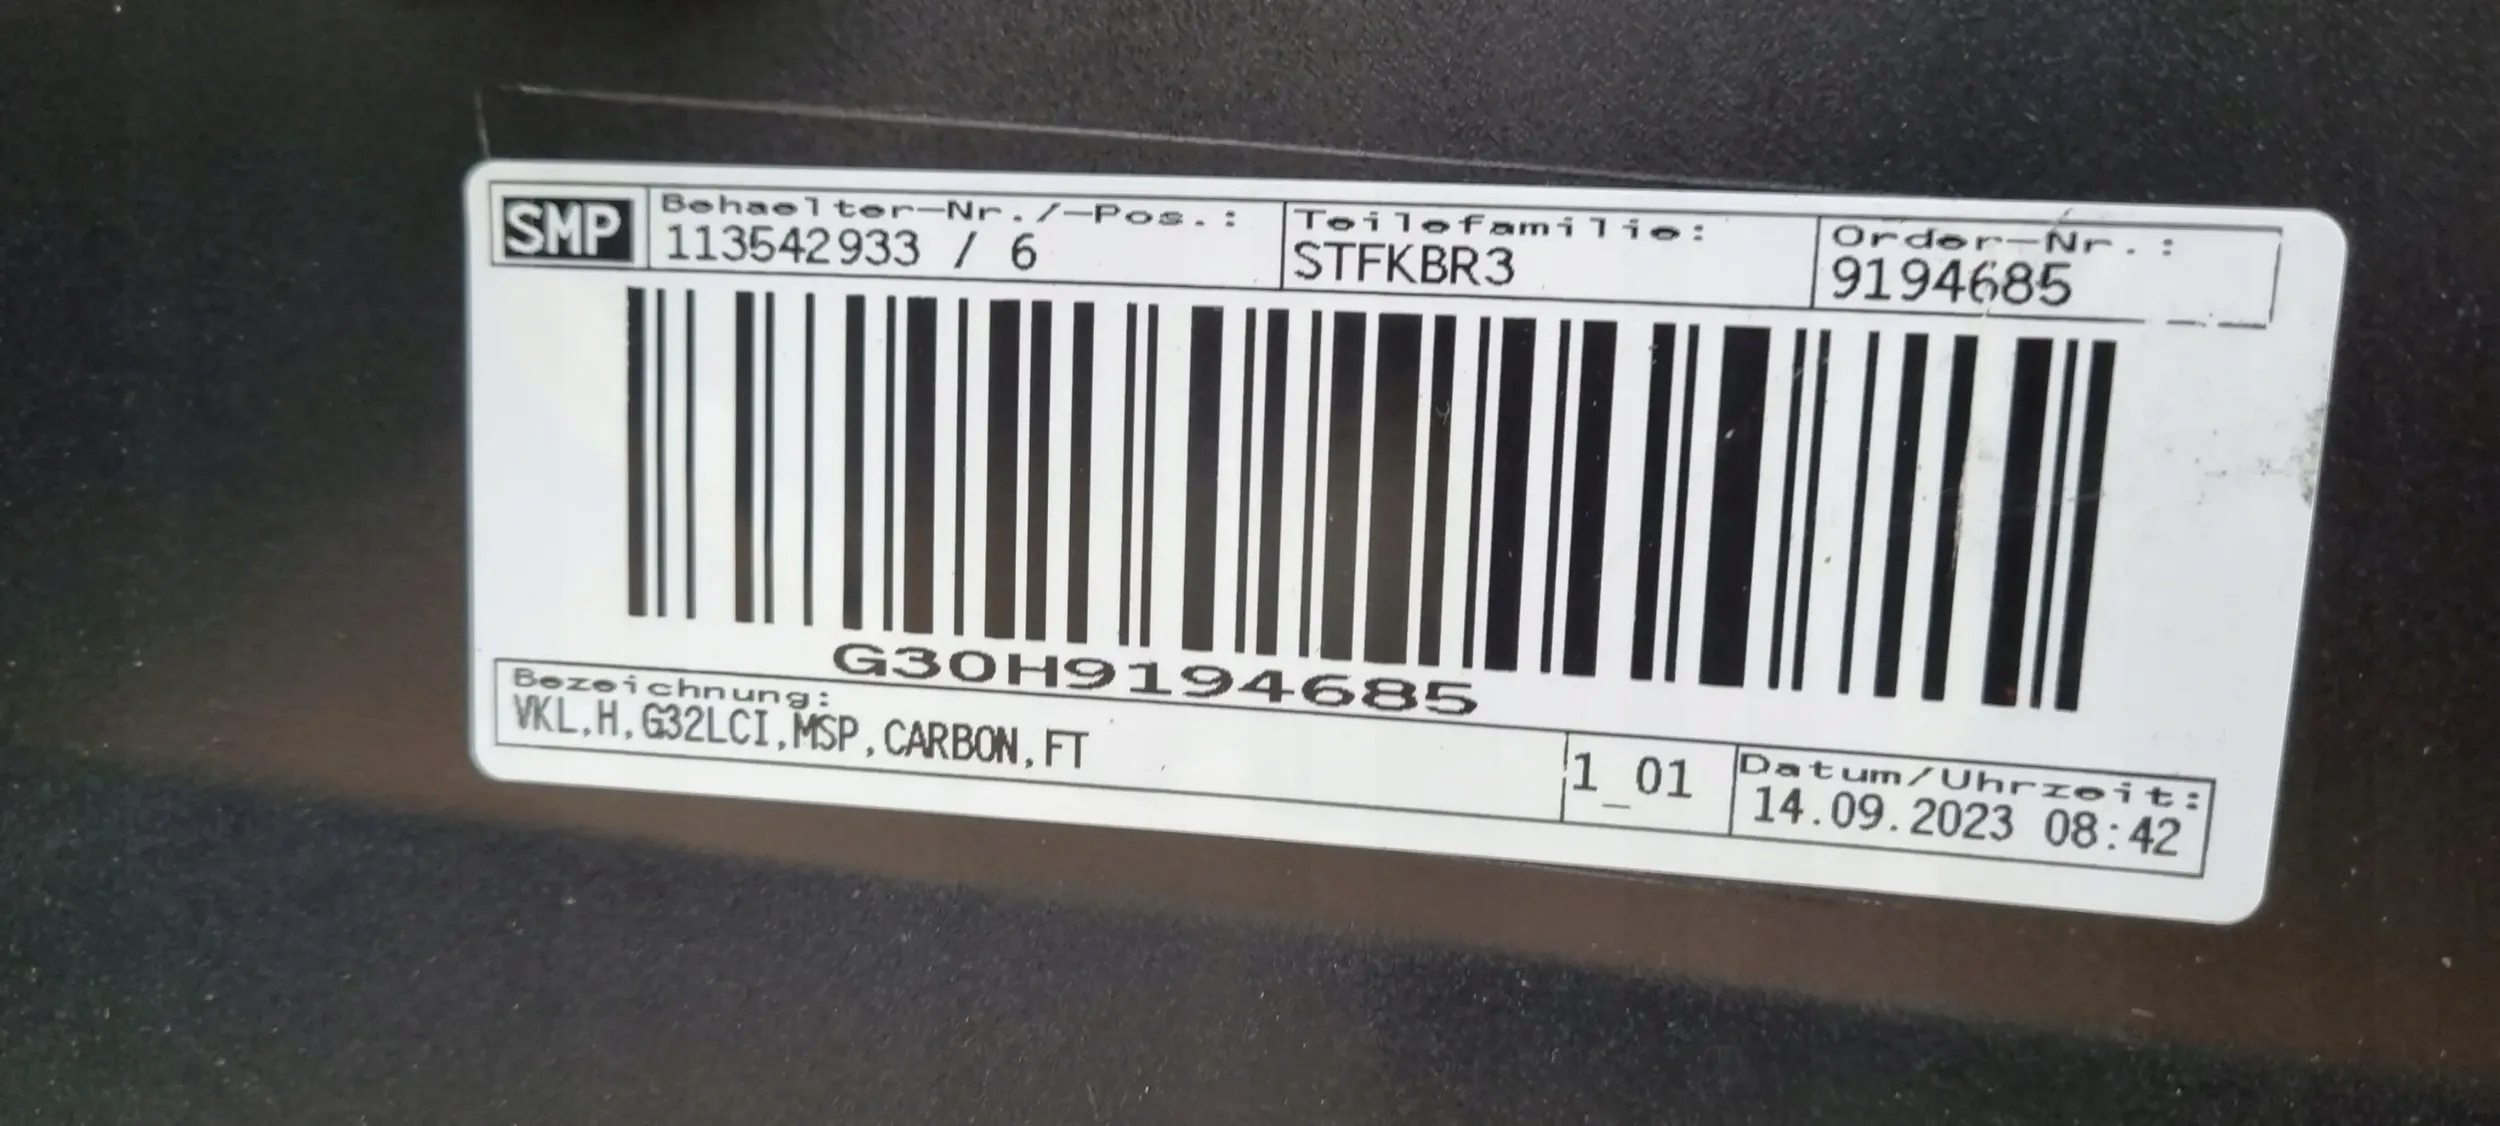 SMP
Behaelter-Nr./-Pos.:
113542933 / 6
Teilefamilie:
STFKBR3
Order-Nr.:
9194685
G30H9194685
Bezeichnung:
VKL,H,G32LCI,MSP,CARBON,FT
1_01
Datum/Uhrzeit:
14.09.2023 08:42